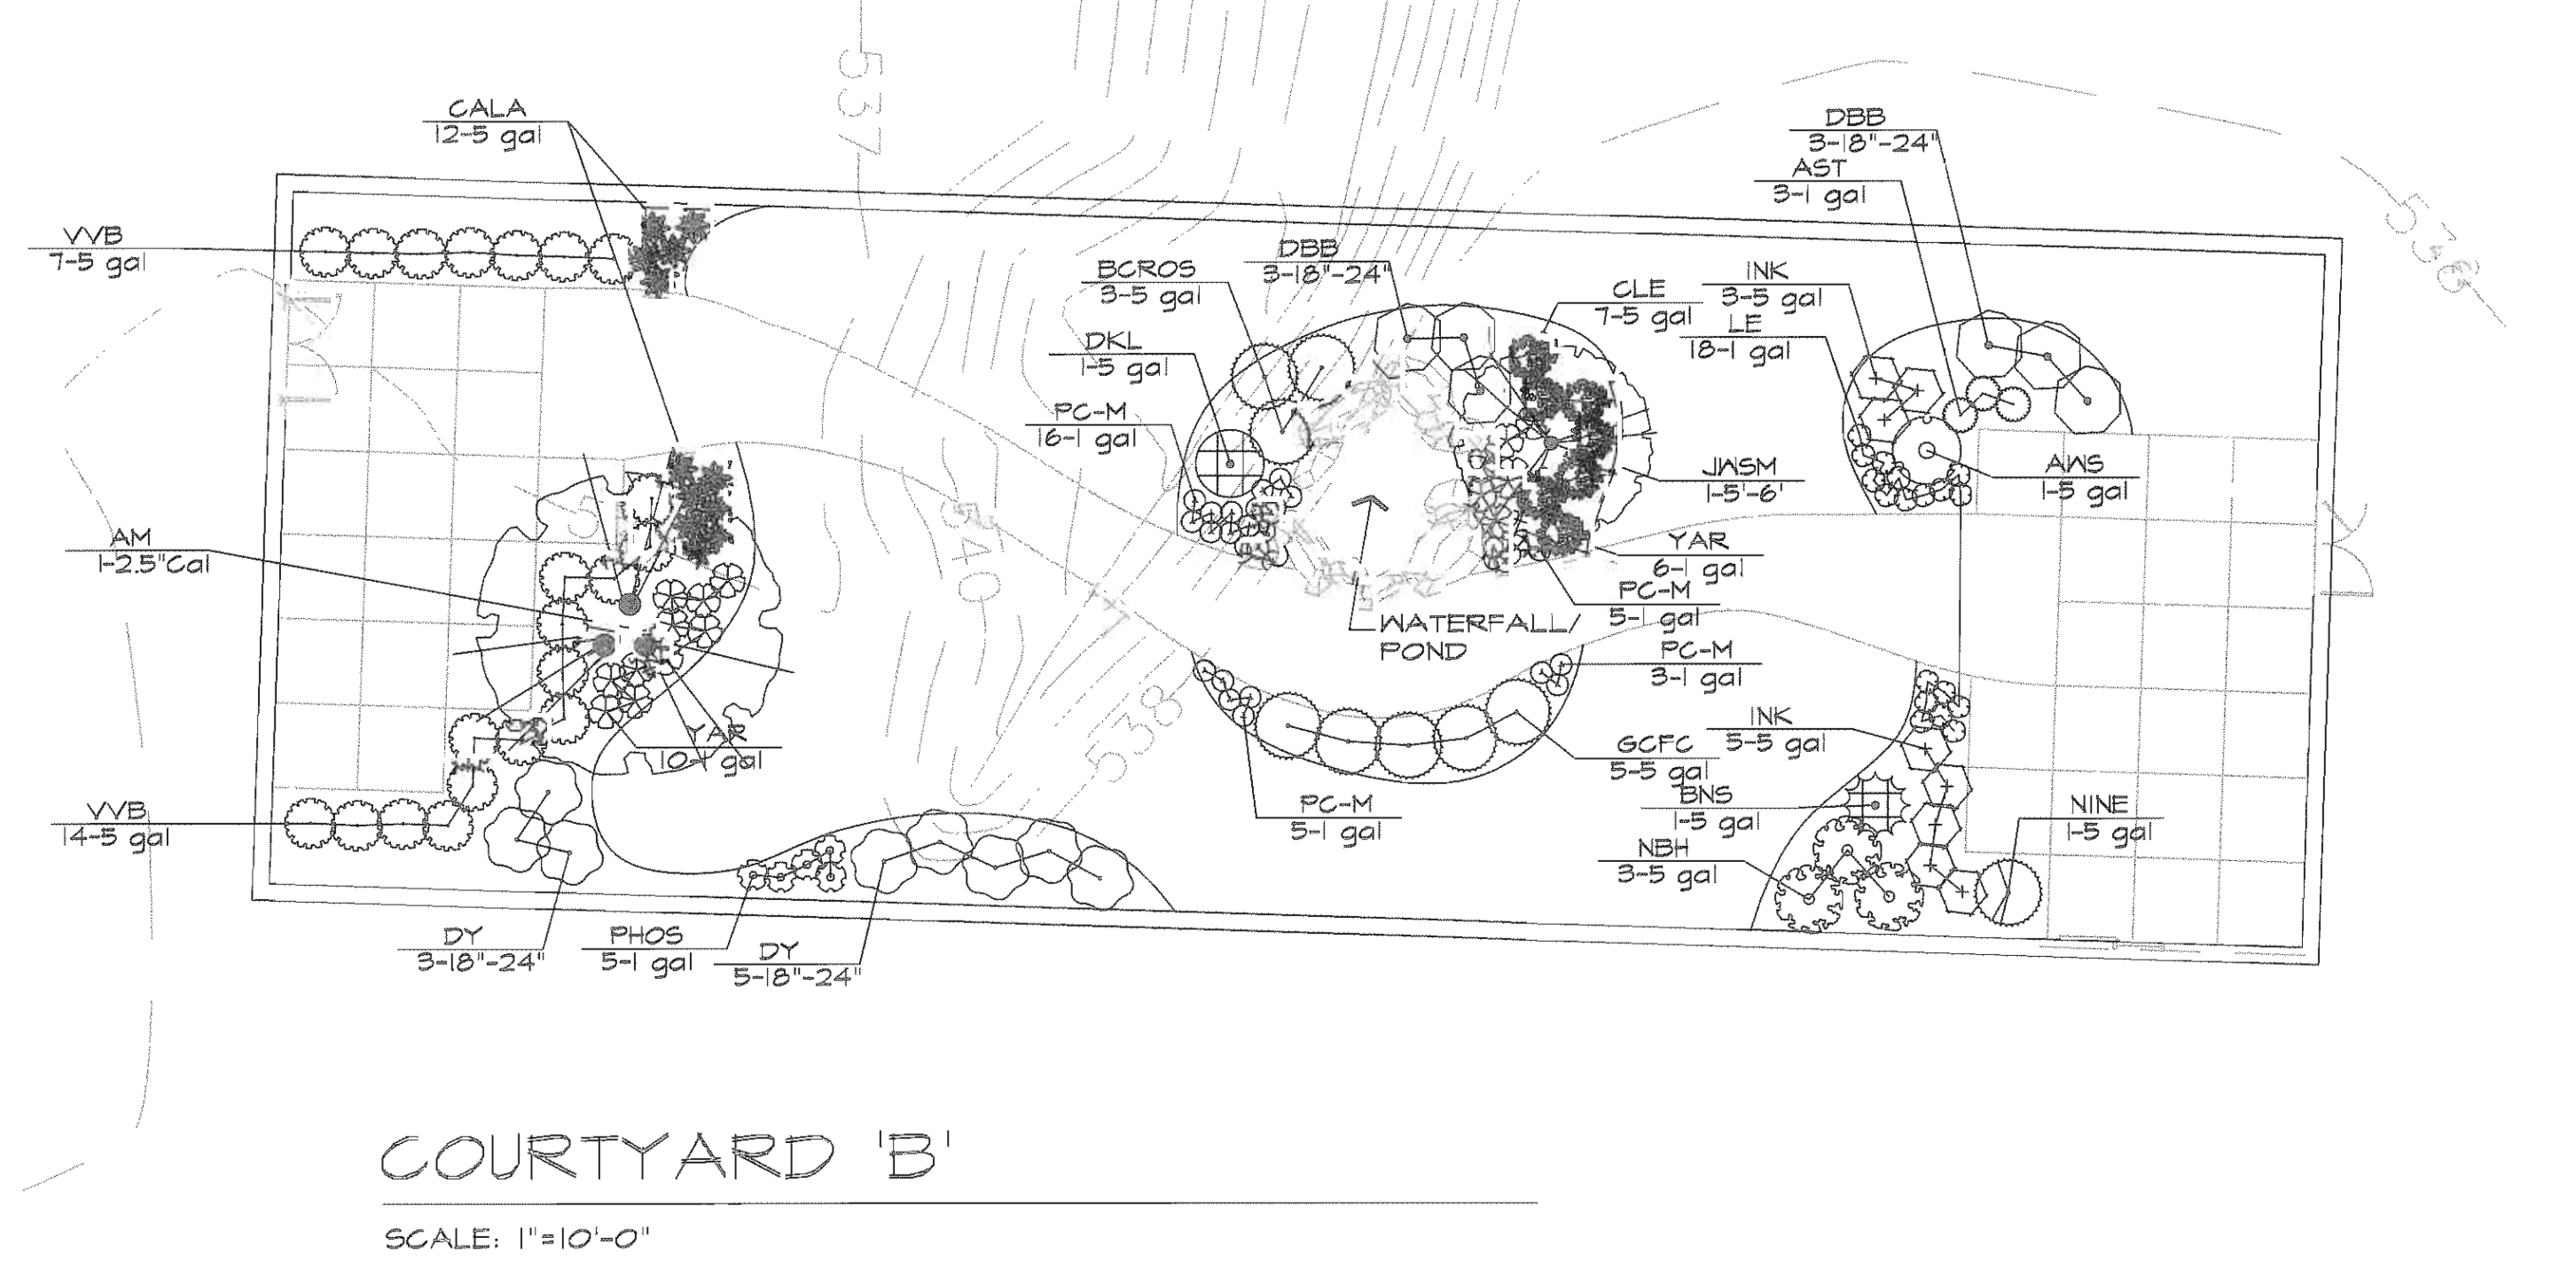 537
CALA
12-5 gal
DBB
3-18"-24"
AST
3-1 gal
536
VVB
7-5 gal
DBB
3-18"-24"
BCROS
3-5 gal
INK
3-5 gal
CLE
7-5 gal
LE
18-1 gal
DKL
1-5 gal
PC-M
16-1 gal
JWSM
1-5'-6'
AWS
1-5 gal
AM
1-2.5"Cal
540
YAR
6-1 gal
PC-M
5-1 gal
WATERFALL/
POND
PC-M
3-1 gal
538
YAR
10-1 gal
INK
5-5 gal
GCFC
5-5 gal
BNS
1-5 gal
VVB
14-5 gal
PC-M
5-1 gal
NINE
1-5 gal
NBH
3-5 gal
DY
3-18"-24"
PHOS
5-1 gal
DY
5-18"-24"
COURTYARD 'B'
SCALE: 1"=10'-0"